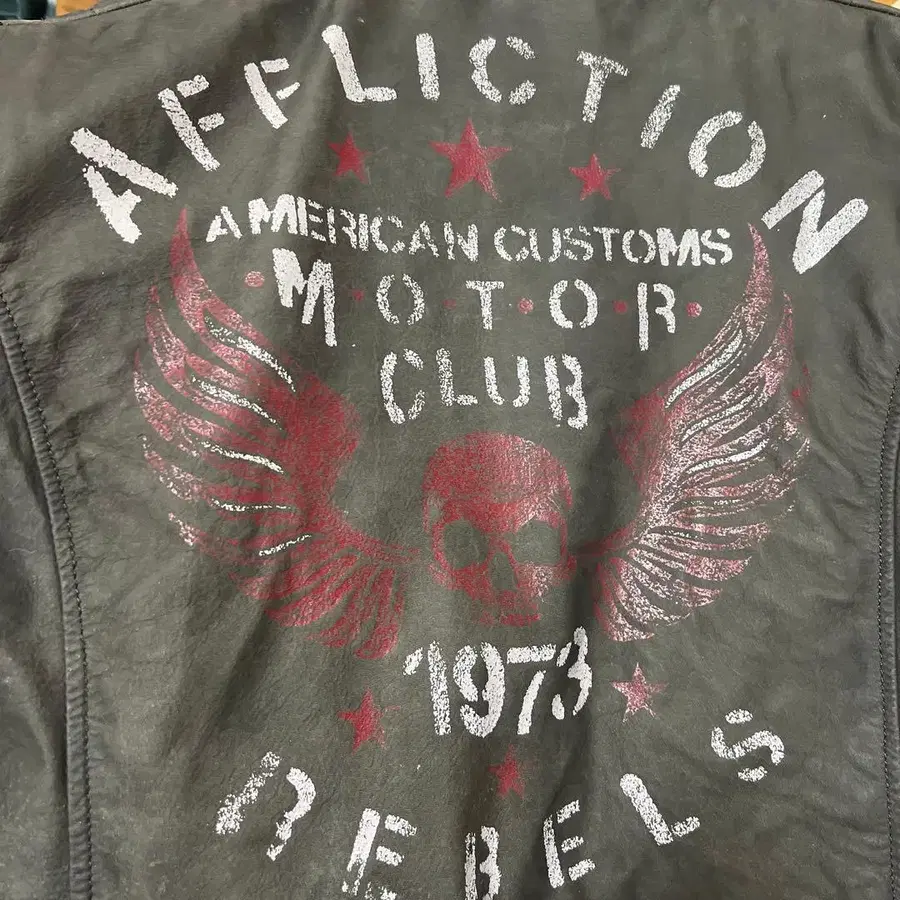 AFFLICTION
AMERICAN CUSTOMS
MOTOR
CLUB
1973
REBELS